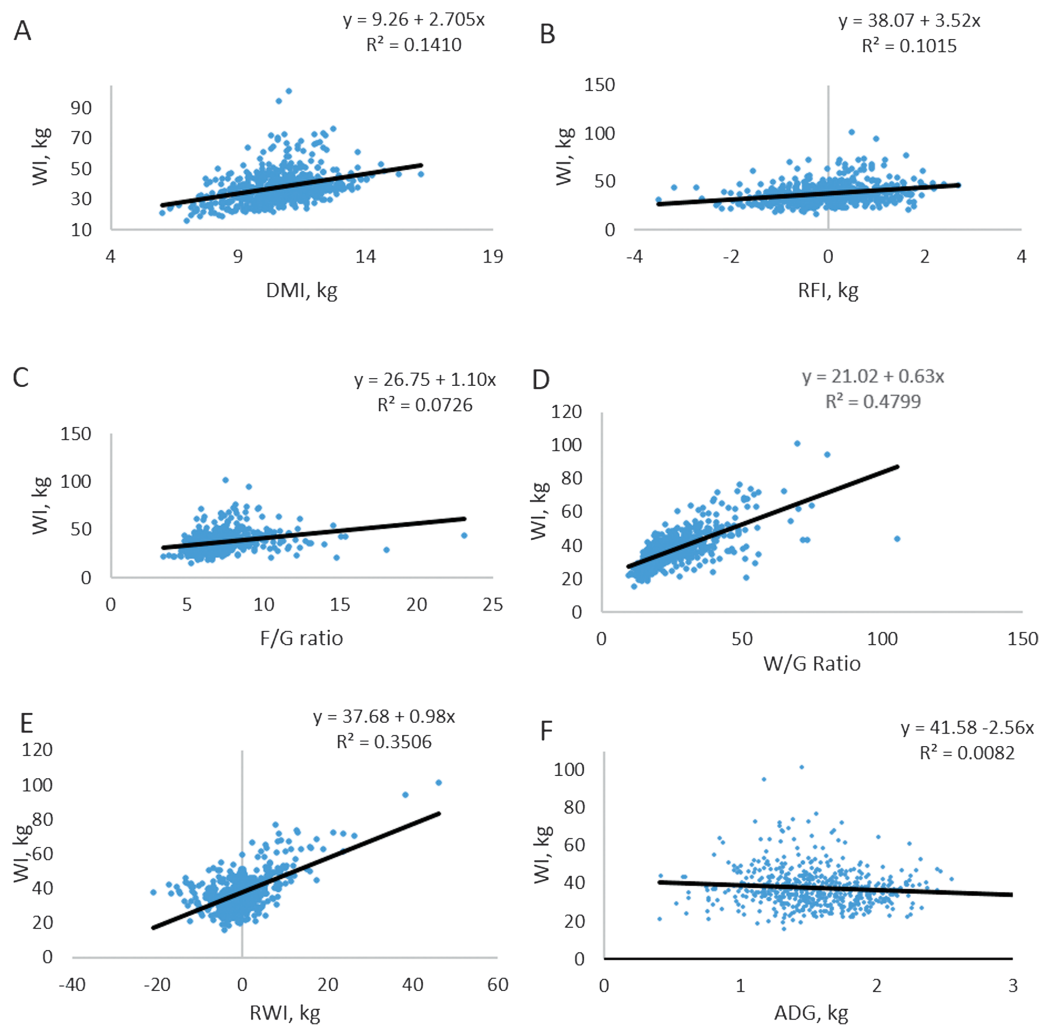 A
y = 9.26 + 2.705x
R² = 0.1410
WI, kg
90
70
50
30
10
4 9 14 19
DMI, kg
B
y = 38.07 + 3.52x
R² = 0.1015
WI, kg
150
100
50
0
-4 -2 0 2 4
RFI, kg
C
y = 26.75 + 1.10x
R² = 0.0726
WI, kg
150
100
50
0
0 5 10 15 20 25
F/G ratio
D
y = 21.02 + 0.63x
R² = 0.4799
WI, kg
120
100
80
60
40
20
0
0 50 100 150
W/G Ratio
E
y = 37.68 + 0.98x
R² = 0.3506
WI, kg
120
100
80
60
40
20
0
-40 -20 0 20 40 60
RWI, kg
F
y = 41.58 -2.56x
R² = 0.0082
WI, kg
100
80
60
40
20
0
0 1 2 3
ADG, kg